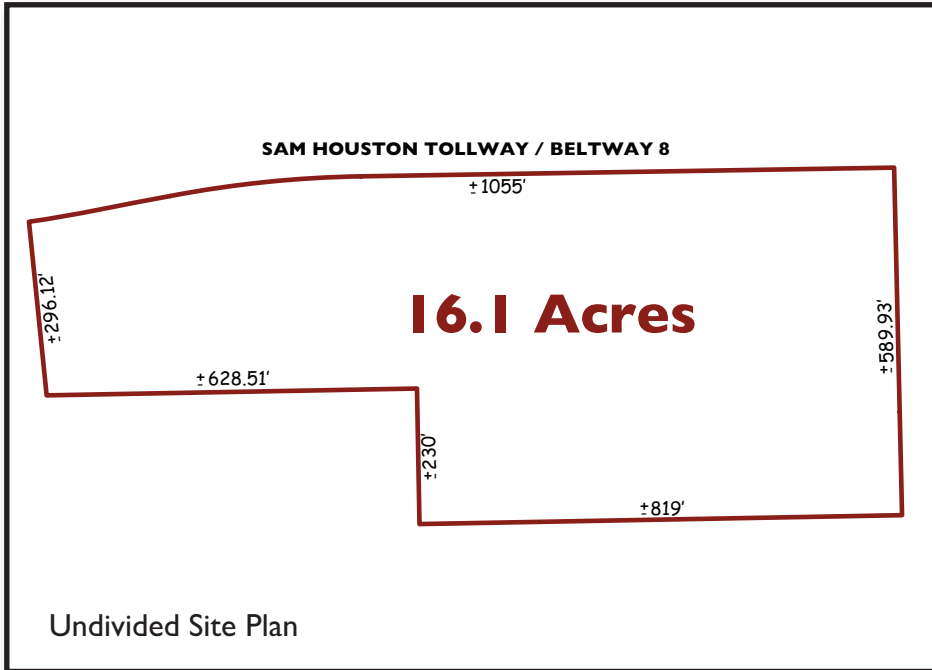 SAM HOUSTON TOLLWAY / BELTWAY 8
±1055'
±296.12'
16.1 Acres
±589.93'
±628.51'
±230'
±819'
Undivided Site Plan